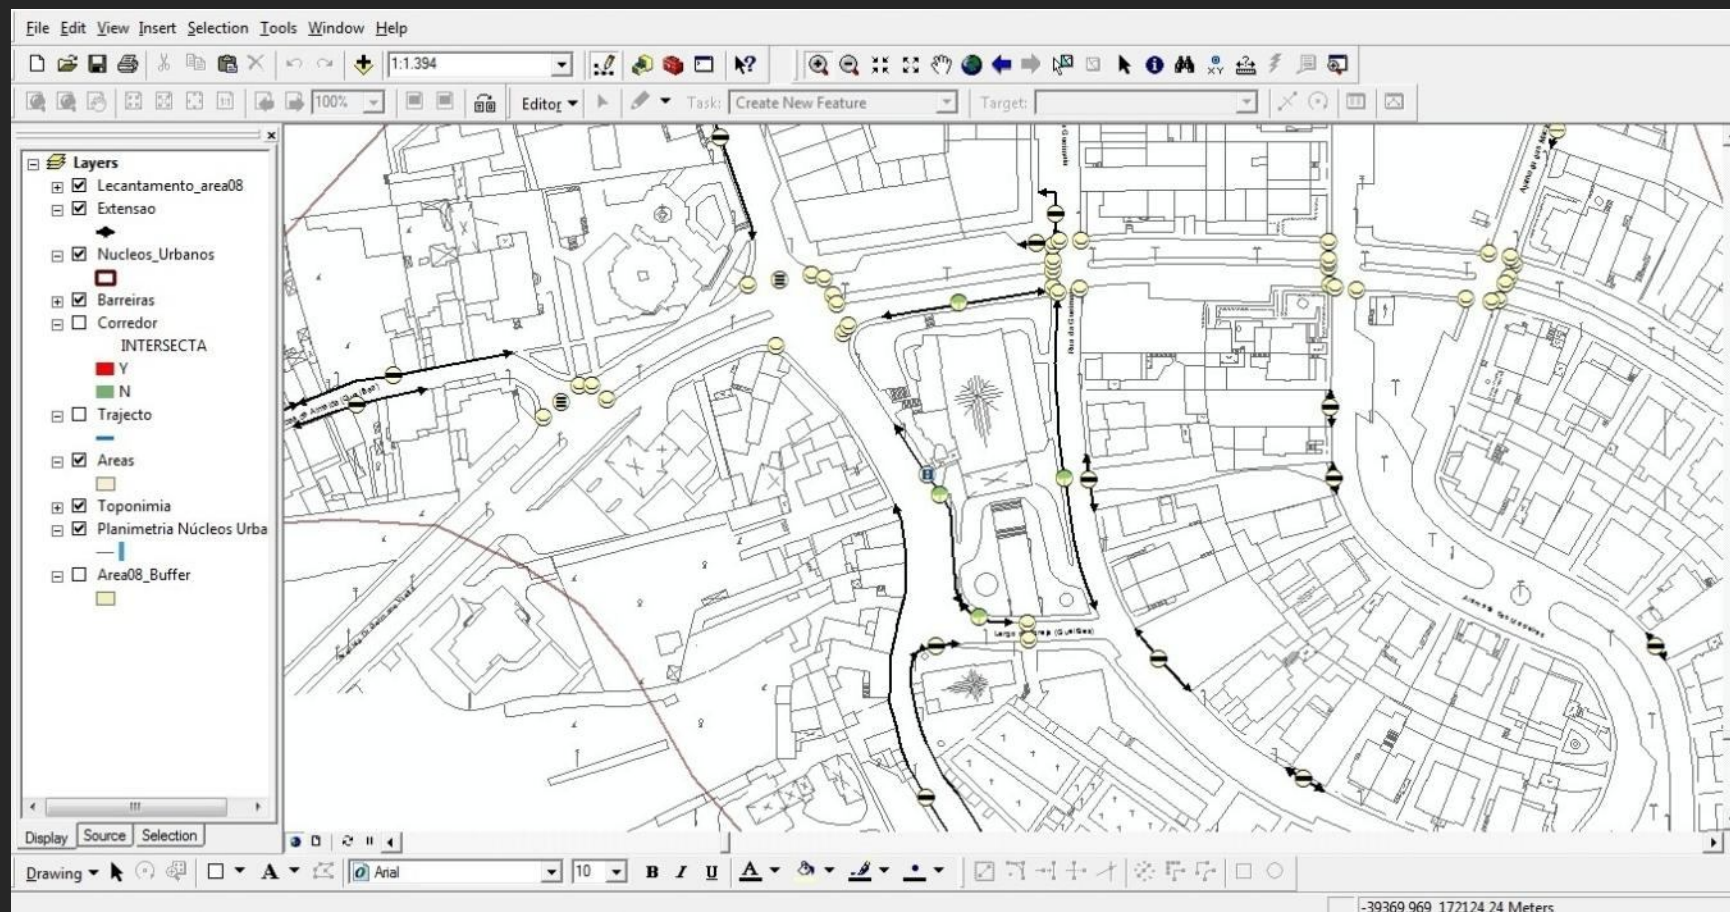 File Edit View Insert Selection Tools Window Help
1:1.394
100% Editor Task: Create New Feature Target:
Layers
Lecantamento_area08
Extensao
Nucleos_Urbanos
Barreiras
Corredor
INTERSECTA
Y
N
Trajecto
Areas
Toponimia
Planimetria Núcleos Urba
Area08_Buffer
Display Source Selection
Drawing Arial 10 B I U A
-39369,969 172124,24 Meters